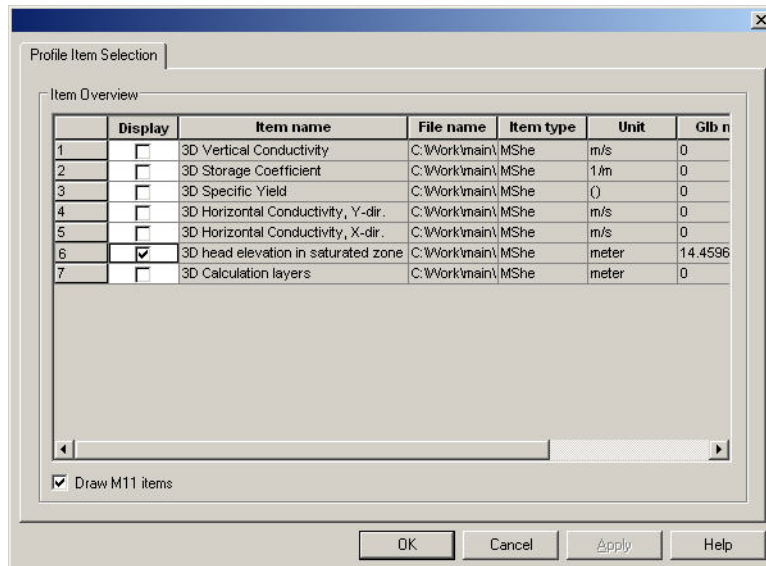 Profile Item Selection
Item Overview
Display Item name File name Item type Unit Glb n
1 3D Vertical Conductivity C:\Work\main\ MShe m/s 0
2 3D Storage Coefficient C:\Work\main\ MShe 1/m 0
3 3D Specific Yield C:\Work\main\ MShe () 0
4 3D Horizontal Conductivity, Y-dir. C:\Work\main\ MShe m/s 0
5 3D Horizontal Conductivity, X-dir. C:\Work\main\ MShe m/s 0
6 3D head elevation in saturated zone C:\Work\main\ MShe meter 14.4596
7 3D Calculation layers C:\Work\main\ MShe meter 0
Draw M11 items
OK Cancel Apply Help